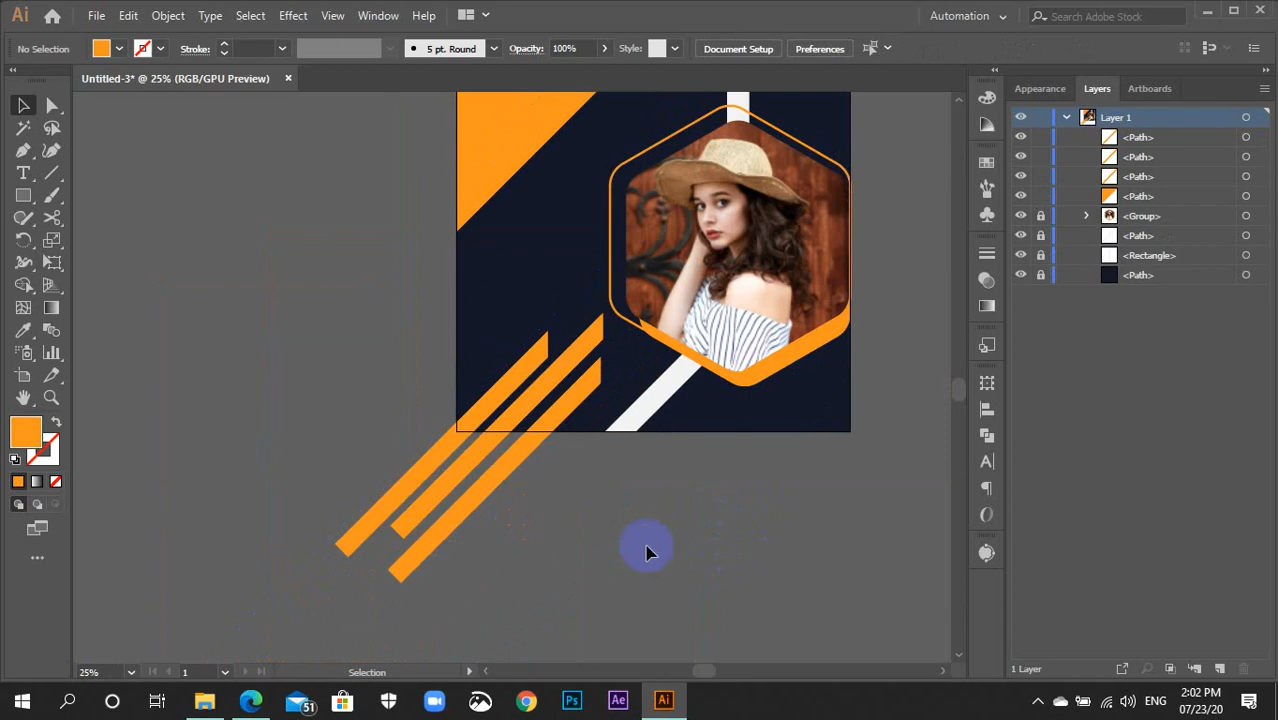 Ai File Edit Object Type Select Effect View Window Help Automation Search Adobe Stock
No Selection Stroke: 5 pt. Round Opacity: 100% Style: Document Setup Preferences
Untitled-3* @ 25% (RGB/GPU Preview)
Appearance Layers Artboards
Layer 1
<Path>
<Path>
<Path>
<Path>
<Group>
<Path>
<Rectangle>
<Path>
25% 1 Selection 1 Layer
51 Ps Ae Ai ENG 2:02 PM
07/23/20